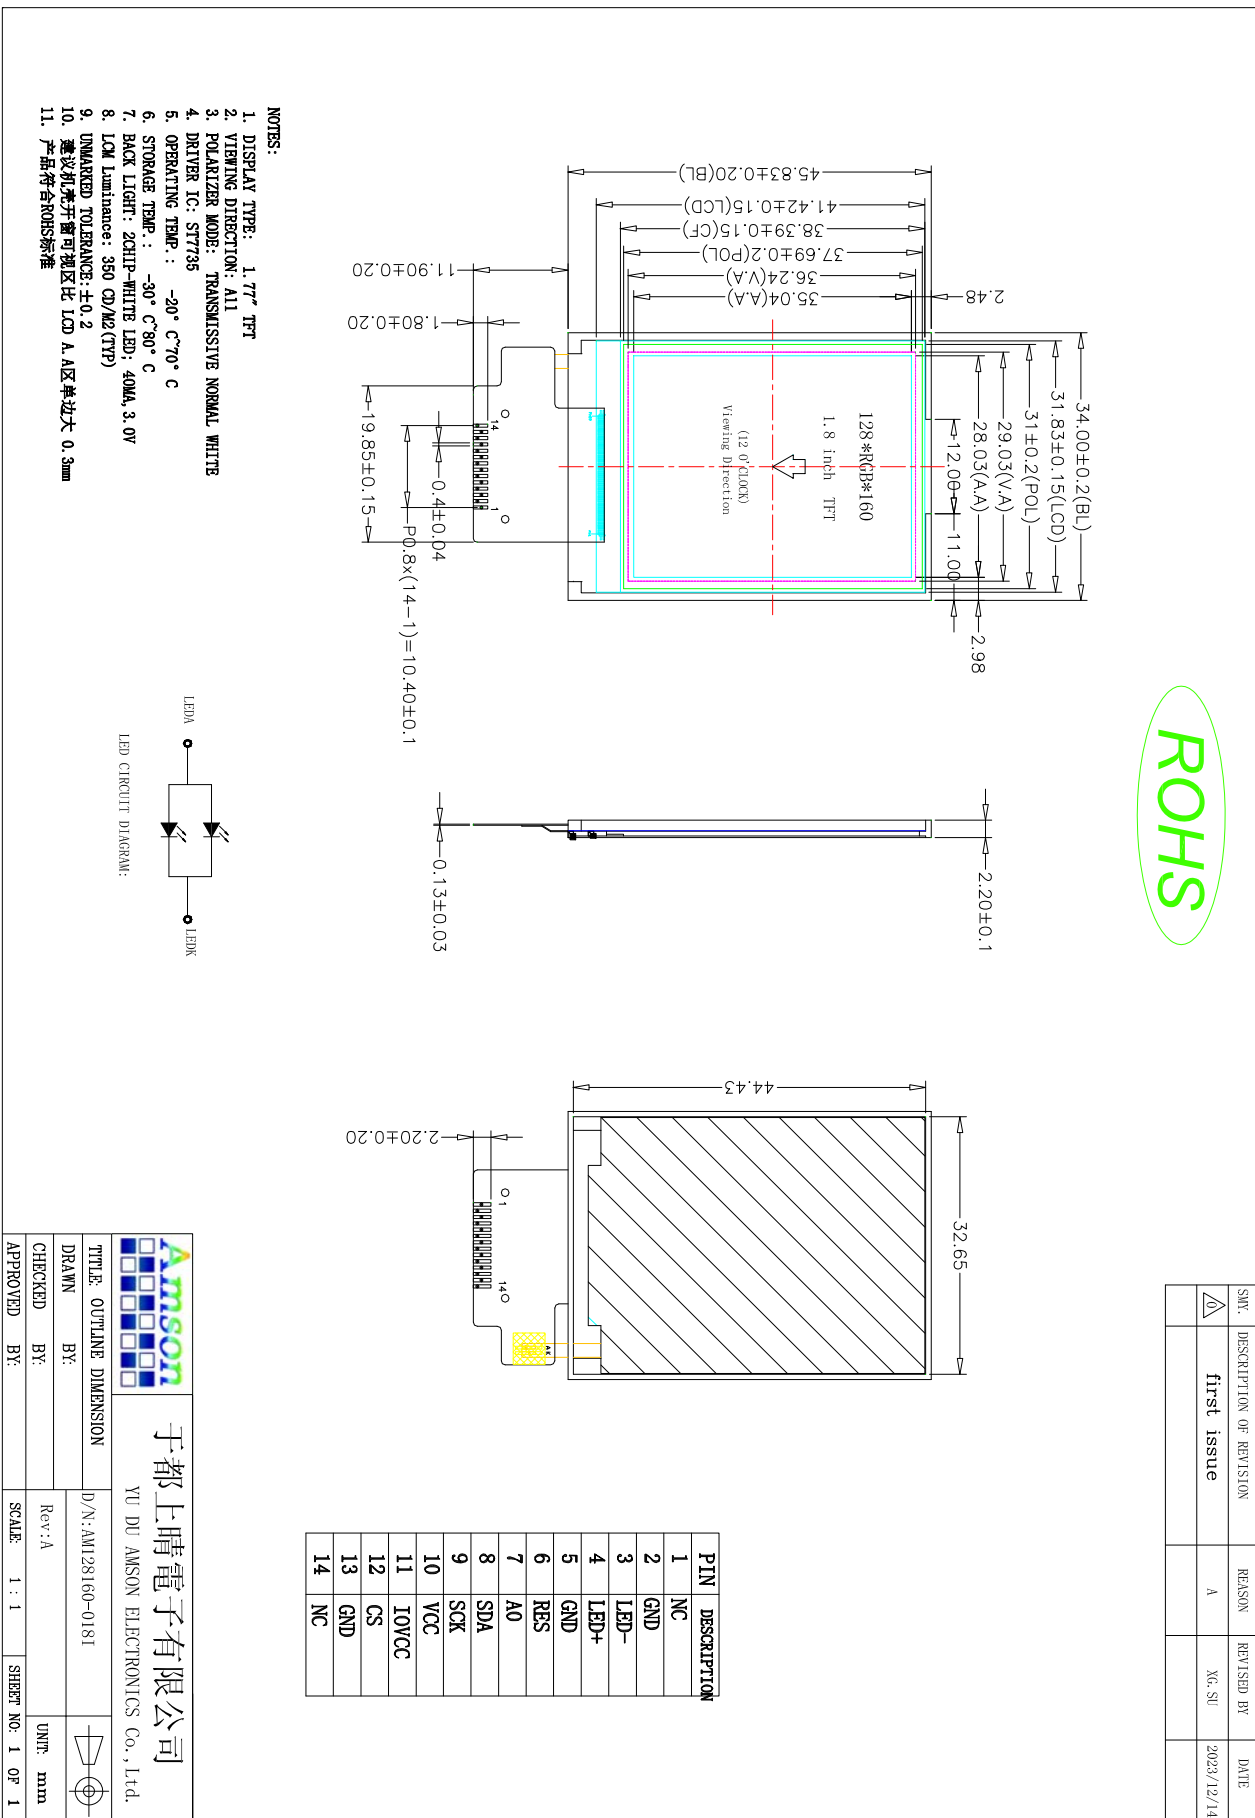 SMY. DESCRIPTION OF REVISION REASON REVISED BY DATE
0 first issue A XG.SU 2023/12/14
ROHS
34.00±0.2(BL)
31.83±0.15(LCD)
31±0.2(POL)
29.03(V.A)
28.03(A.A)
12.00
11.00
2.98
2.48
45.83±0.20(BL)
41.42±0.15(LCD)
38.39±0.15(CF)
37.69±0.2(POL)
36.24(V.A)
35.04(A.A)
11.90±0.20
1.80±0.20
128*RGB*160
1.8 inch TFT
(12 O'CLOCK)
Viewing Direction
14
1
0.4±0.04
P0.8x(14-1)=10.40±0.1
19.85±0.15
2.20±0.1
0.13±0.03
32.65
44.43
2.20±0.20
1
14
AK
PIN DESCRIPTION
1 NC
2 GND
3 LED-
4 LED+
5 GND
6 RES
7 A0
8 SDA
9 SCK
10 VCC
11 IOVCC
12 CS
13 GND
14 NC
NOTES:
1. DISPLAY TYPE: 1.77" TFT
2. VIEWING DIRECTION: All
3. POLARIZER MODE: TRANSMISSIVE NORMAL WHITE
4. DRIVER IC: ST7735
5. OPERATING TEMP.: -20° C~70° C
6. STORAGE TEMP.: -30° C~80° C
7. BACK LIGHT: 2CHIP-WHITE LED; 40MA,3.0V
8. LCM Luminance: 350 CD/M2(TYP)
9. UNMARKED TOLERANCE:±0.2
10. 建议机壳开窗可视区比 LCD A.A区单边大 0.3mm
11. 产品符合ROHS标准
LEDA
LEDK
LED CIRCUIT DIAGRAM:
Amson
于都上晴電子有限公司
YU DU AMSON ELECTRONICS Co.,Ltd.
TITLE: OUTLINE DIMENSION
D/N:AM128160-018I
DRAWN BY:
CHECKED BY:
Rev:A
UNIT: mm
APPROVED BY:
SCALE: 1 : 1
SHEET NO: 1 OF 1